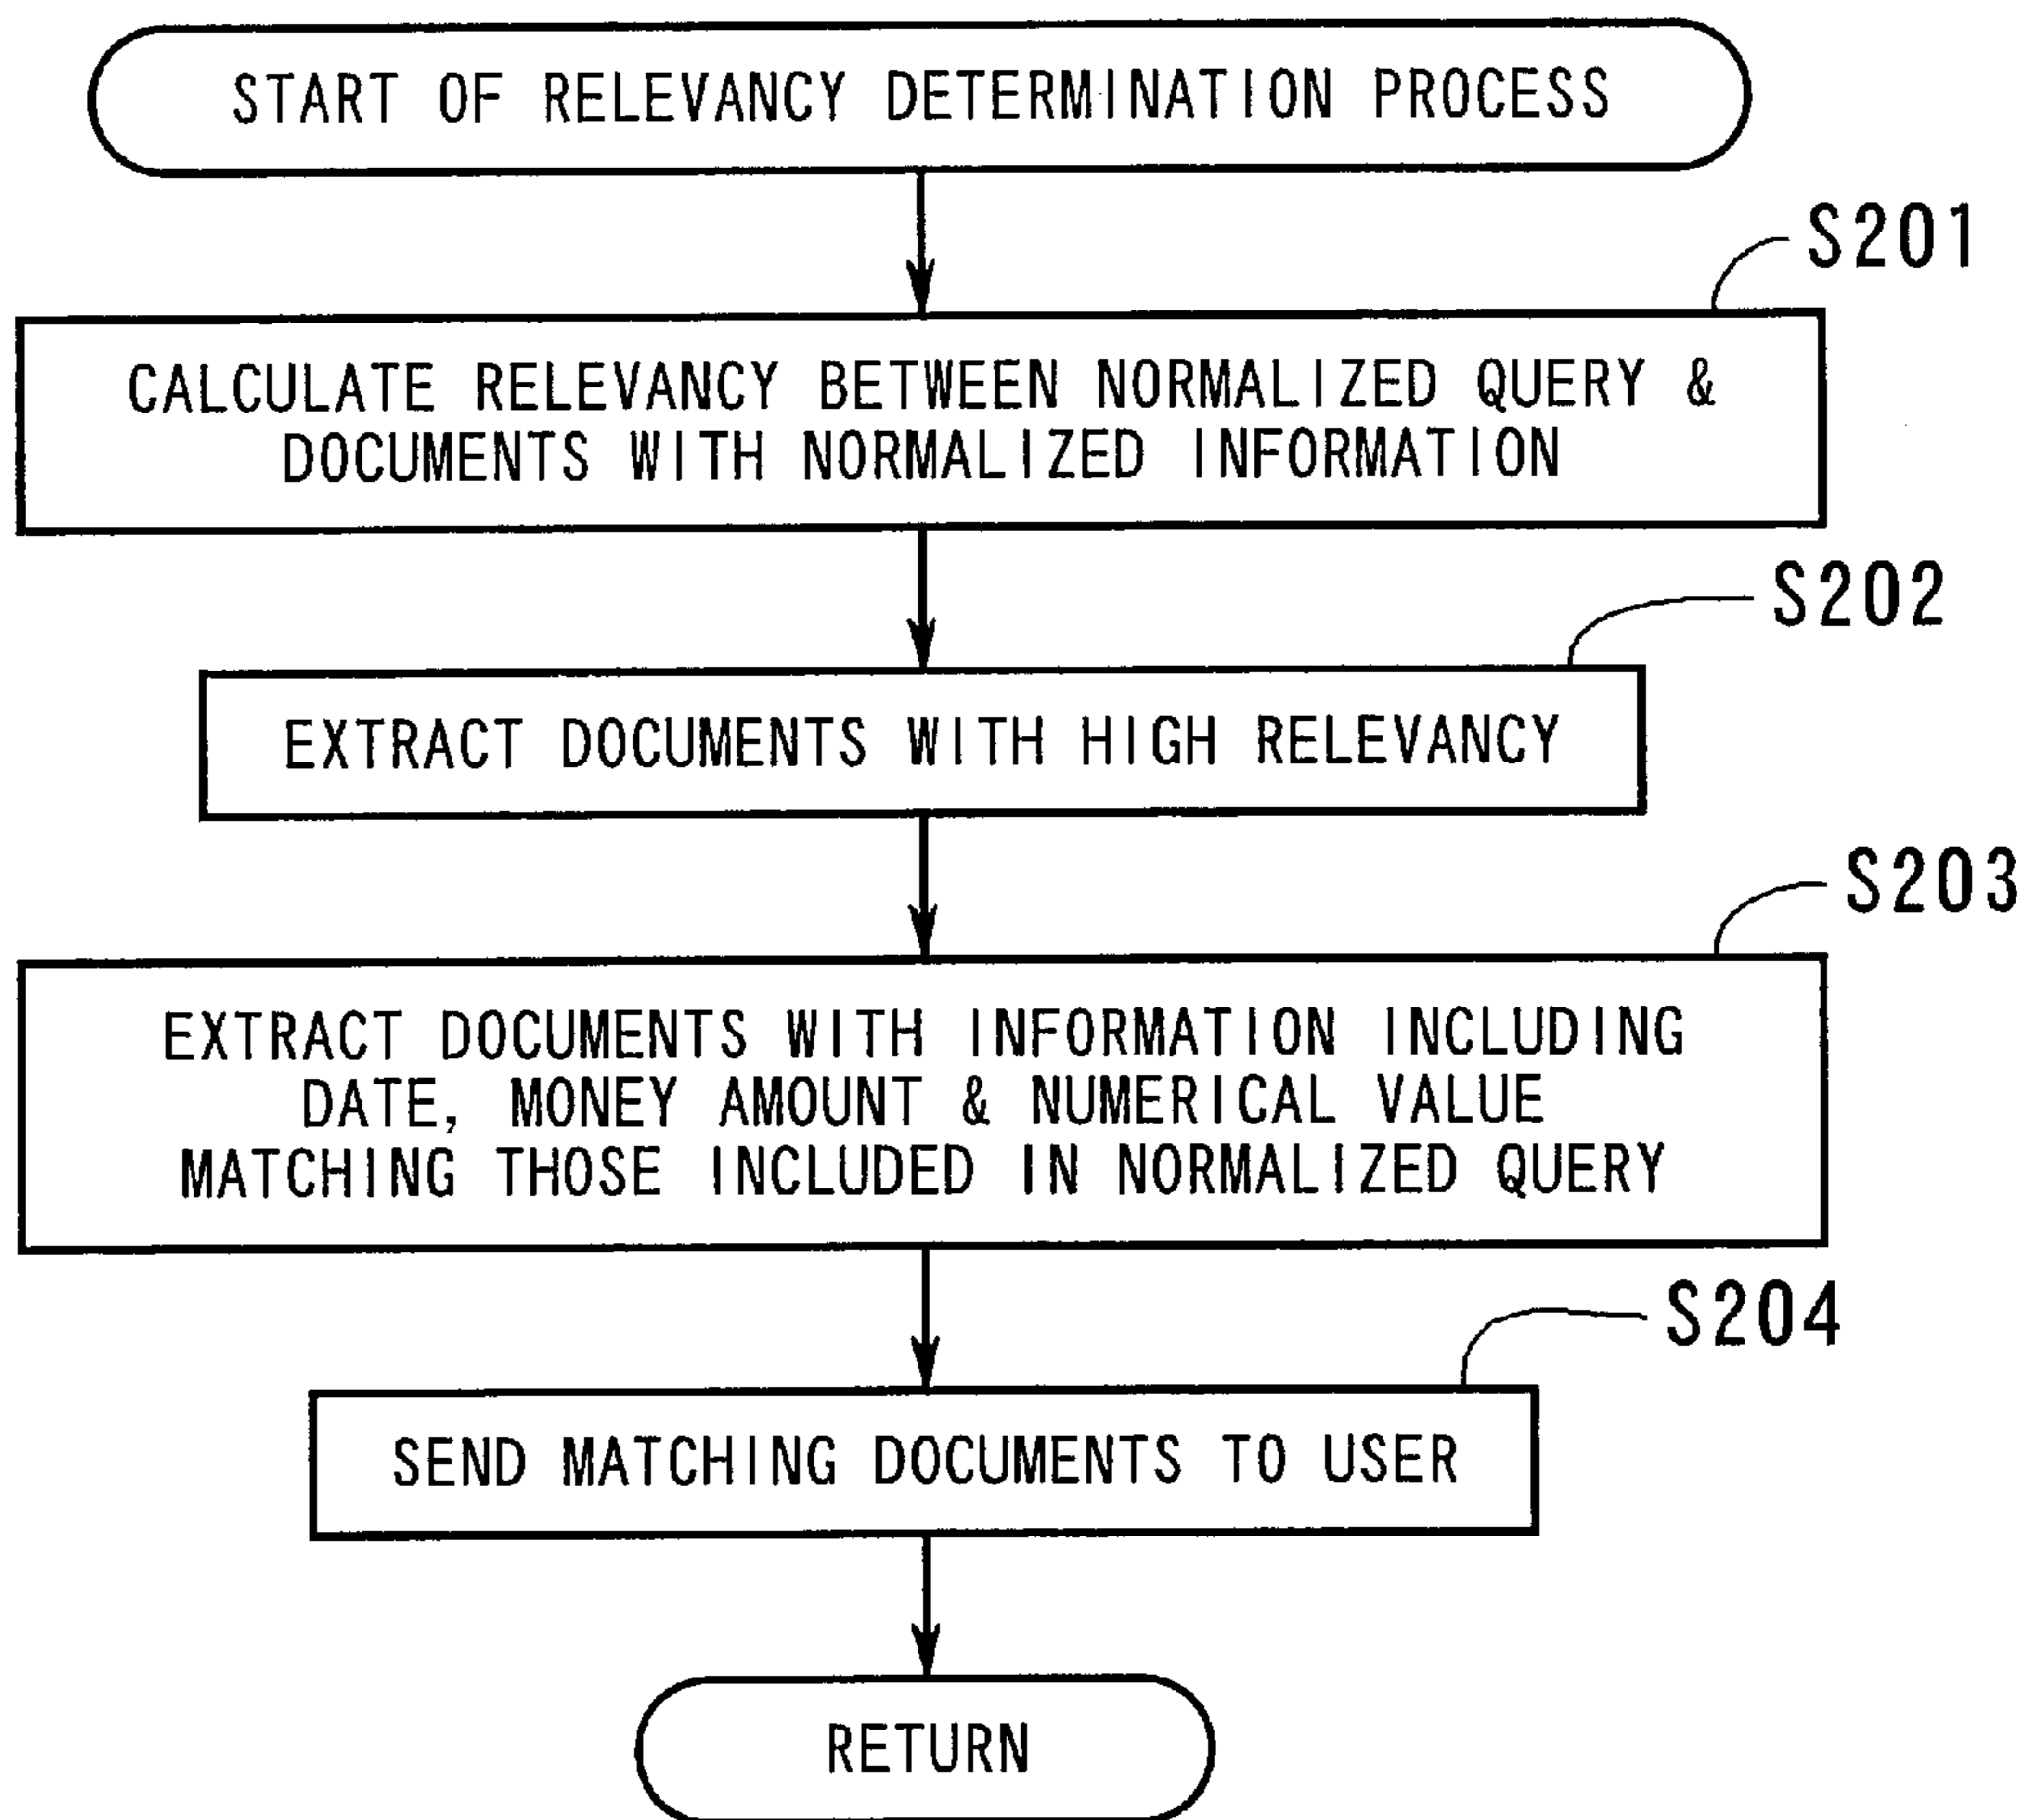 START OF RELEVANCY DETERMINATION PROCESS
S201
CALCULATE RELEVANCY BETWEEN NORMALIZED QUERY &
DOCUMENTS WITH NORMALIZED INFORMATION
S202
EXTRACT DOCUMENTS WITH HIGH RELEVANCY
S203
EXTRACT DOCUMENTS WITH INFORMATION INCLUDING
DATE, MONEY AMOUNT & NUMERICAL VALUE
MATCHING THOSE INCLUDED IN NORMALIZED QUERY
S204
SEND MATCHING DOCUMENTS TO USER
RETURN